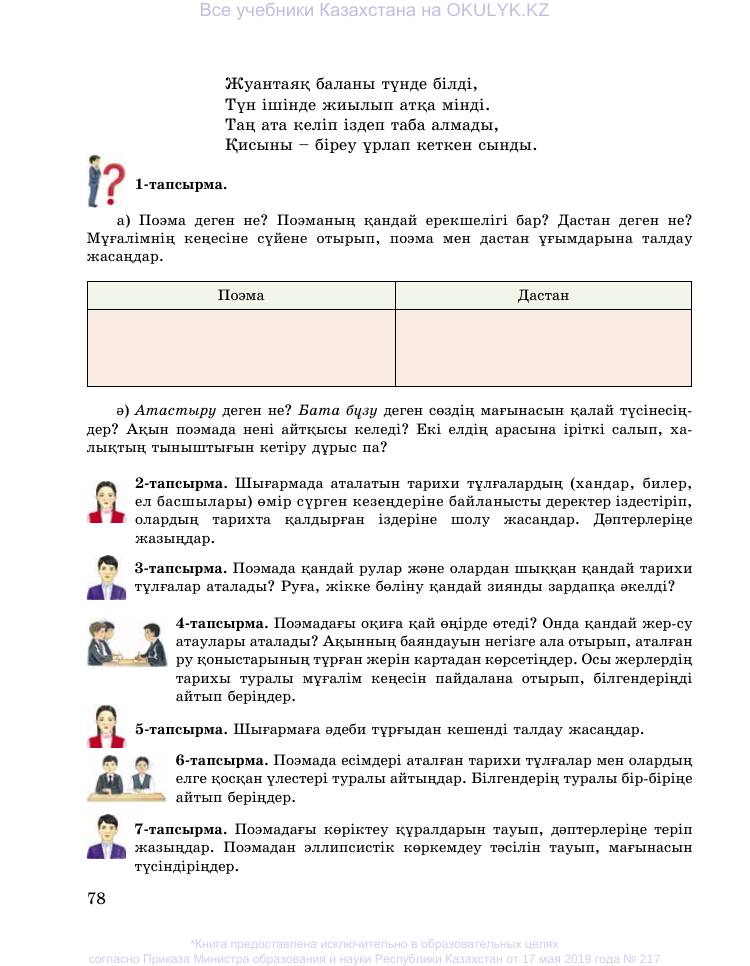 Все учебники Казахстана на OKULYK.KZ
Жуантаяқ баланы түнде білді,
Түн ішінде жиылып атқа мінді.
Таң ата келіп іздеп таба алмады,
Қисыны – біреу ұрлап кеткен сынды.
1-тапсырма.
а) Поэма деген не? Поэманың қандай ерекшелігі бар? Дастан деген не?
Мұғалімнің кеңесіне сүйене отырып, поэма мен дастан ұғымдарына талдау
жасаңдар.
Поэма
Дастан
ә) Атастыру деген не? Бата бұзу деген сөздің мағынасын қалай түсінесің-
дер? Ақын поэмада нені айтқысы келеді? Екі елдің арасына іріткі салып, ха-
лықтың тыныштығын кетіру дұрыс па?
2-тапсырма. Шығармада аталатын тарихи тұлғалардың (хандар, билер,
ел басшылары) өмір сүрген кезеңдеріне байланысты деректер іздестіріп,
олардың тарихта қалдырған іздеріне шолу жасаңдар. Дәптерлеріңе
жазыңдар.
3-тапсырма. Поэмада қандай рулар және олардан шыққан қандай тарихи
тұлғалар аталады? Руға, жікке бөліну қандай зиянды зардапқа әкелді?
4-тапсырма. Поэмадағы оқиға қай өңірде өтеді? Онда қандай жер-су
атаулары аталады? Ақынның баяндауын негізге ала отырып, аталған
ру қоныстарының тұрған жерін картадан көрсетіңдер. Осы жерлердің
тарихы туралы мұғалім кеңесін пайдалана отырып, білгендеріңді
айтып беріңдер.
5-тапсырма. Шығармаға әдеби тұрғыдан кешенді талдау жасаңдар.
6-тапсырма. Поэмада есімдері аталған тарихи тұлғалар мен олардың
елге қосқан үлестері туралы айтыңдар. Білгендерің туралы бір-біріңе
айтып беріңдер.
7-тапсырма. Поэмадағы көріктеу құралдарын тауып, дәптерлеріңе теріп
жазыңдар. Поэмадан эллипсистік көркемдеу тәсілін тауып, мағынасын
түсіндіріңдер.
78
*Книга предоставлена исключительно в образовательных целях
согласно Приказа Министра образования и науки Республики Казахстан от 17 мая 2019 года № 217